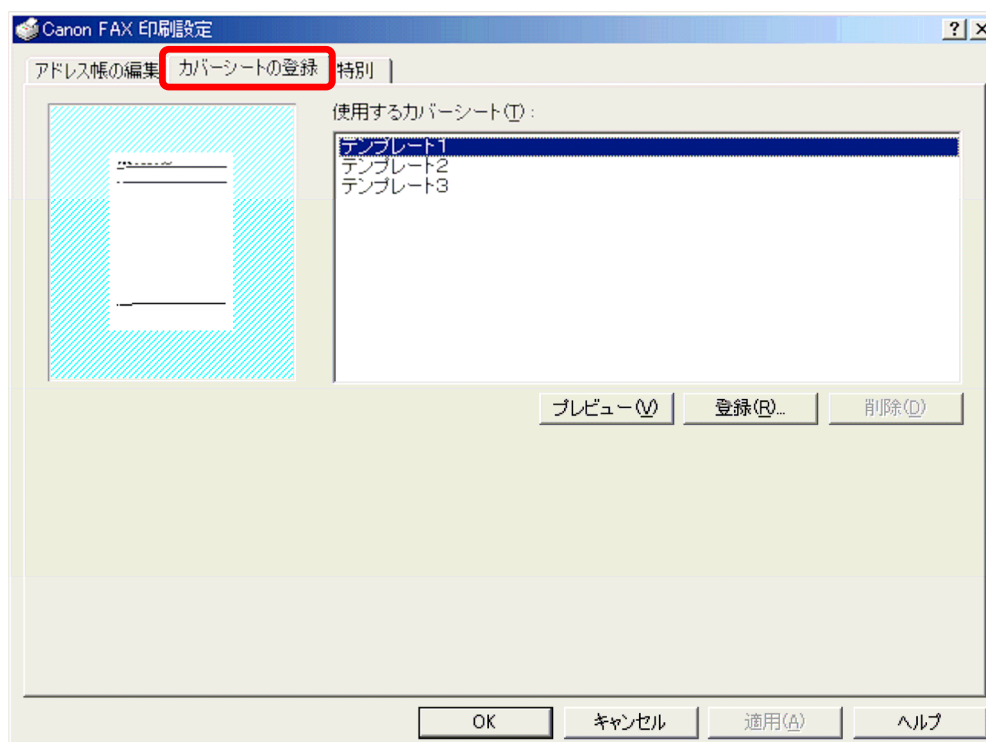 Canon FAX 印刷設定
アドレス帳の編集 カバーシートの登録 特別
使用するカバーシート(T) :
テンプレート1
テンプレート2
テンプレート3
プレビュー(V) 登録(R)... 削除(D)
OK キャンセル 適用(A) ヘルプ